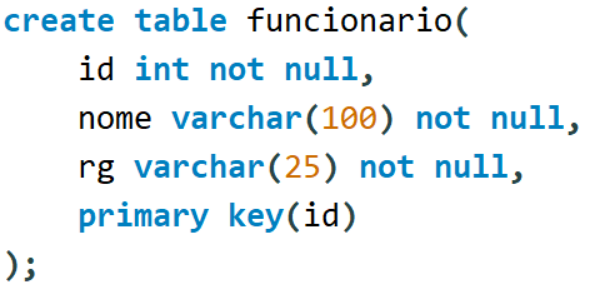 create table funcionario(
    id int not null,
    nome varchar(100) not null,
    rg varchar(25) not null,
    primary key(id)
);